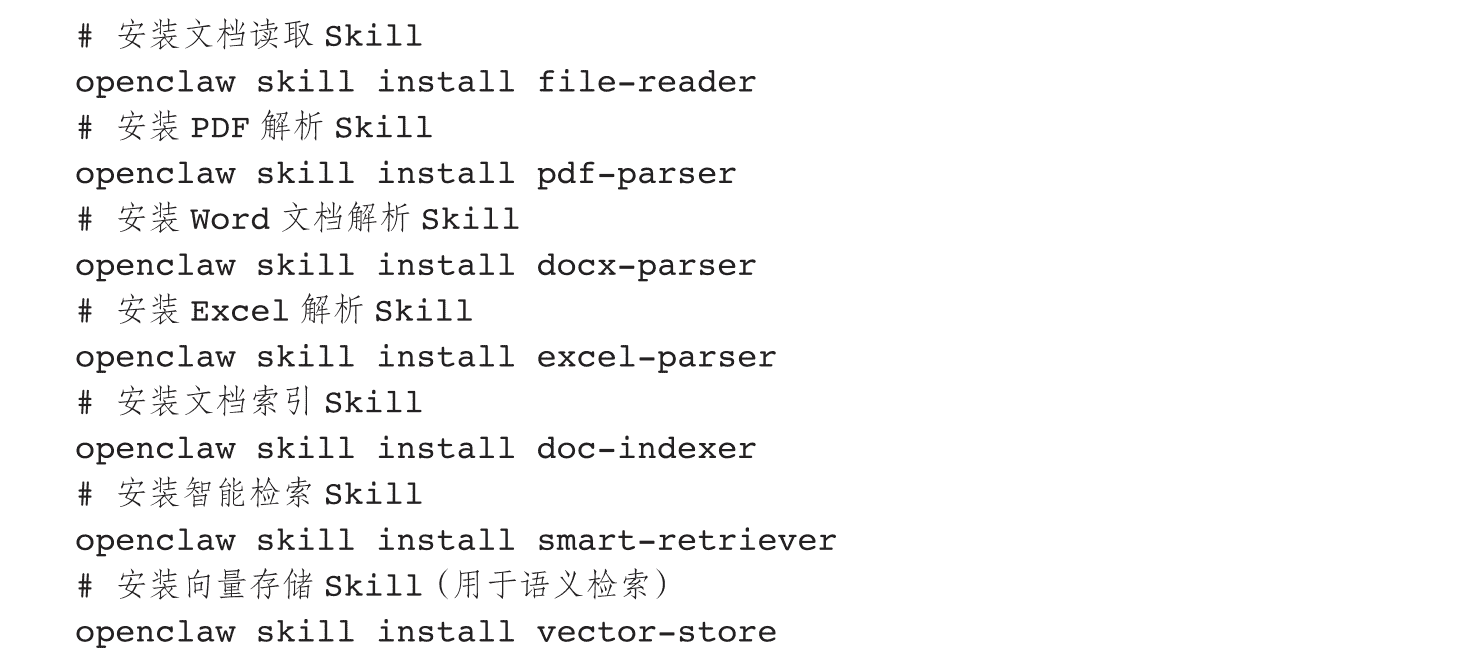 # 安装文档读取 Skill
openclaw skill install file-reader
# 安装 PDF 解析 Skill
openclaw skill install pdf-parser
# 安装 Word 文档解析 Skill
openclaw skill install docx-parser
# 安装 Excel 解析 Skill
openclaw skill install excel-parser
# 安装文档索引 Skill
openclaw skill install doc-indexer
# 安装智能检索 Skill
openclaw skill install smart-retriever
# 安装向量存储 Skill（用于语义检索）
openclaw skill install vector-store